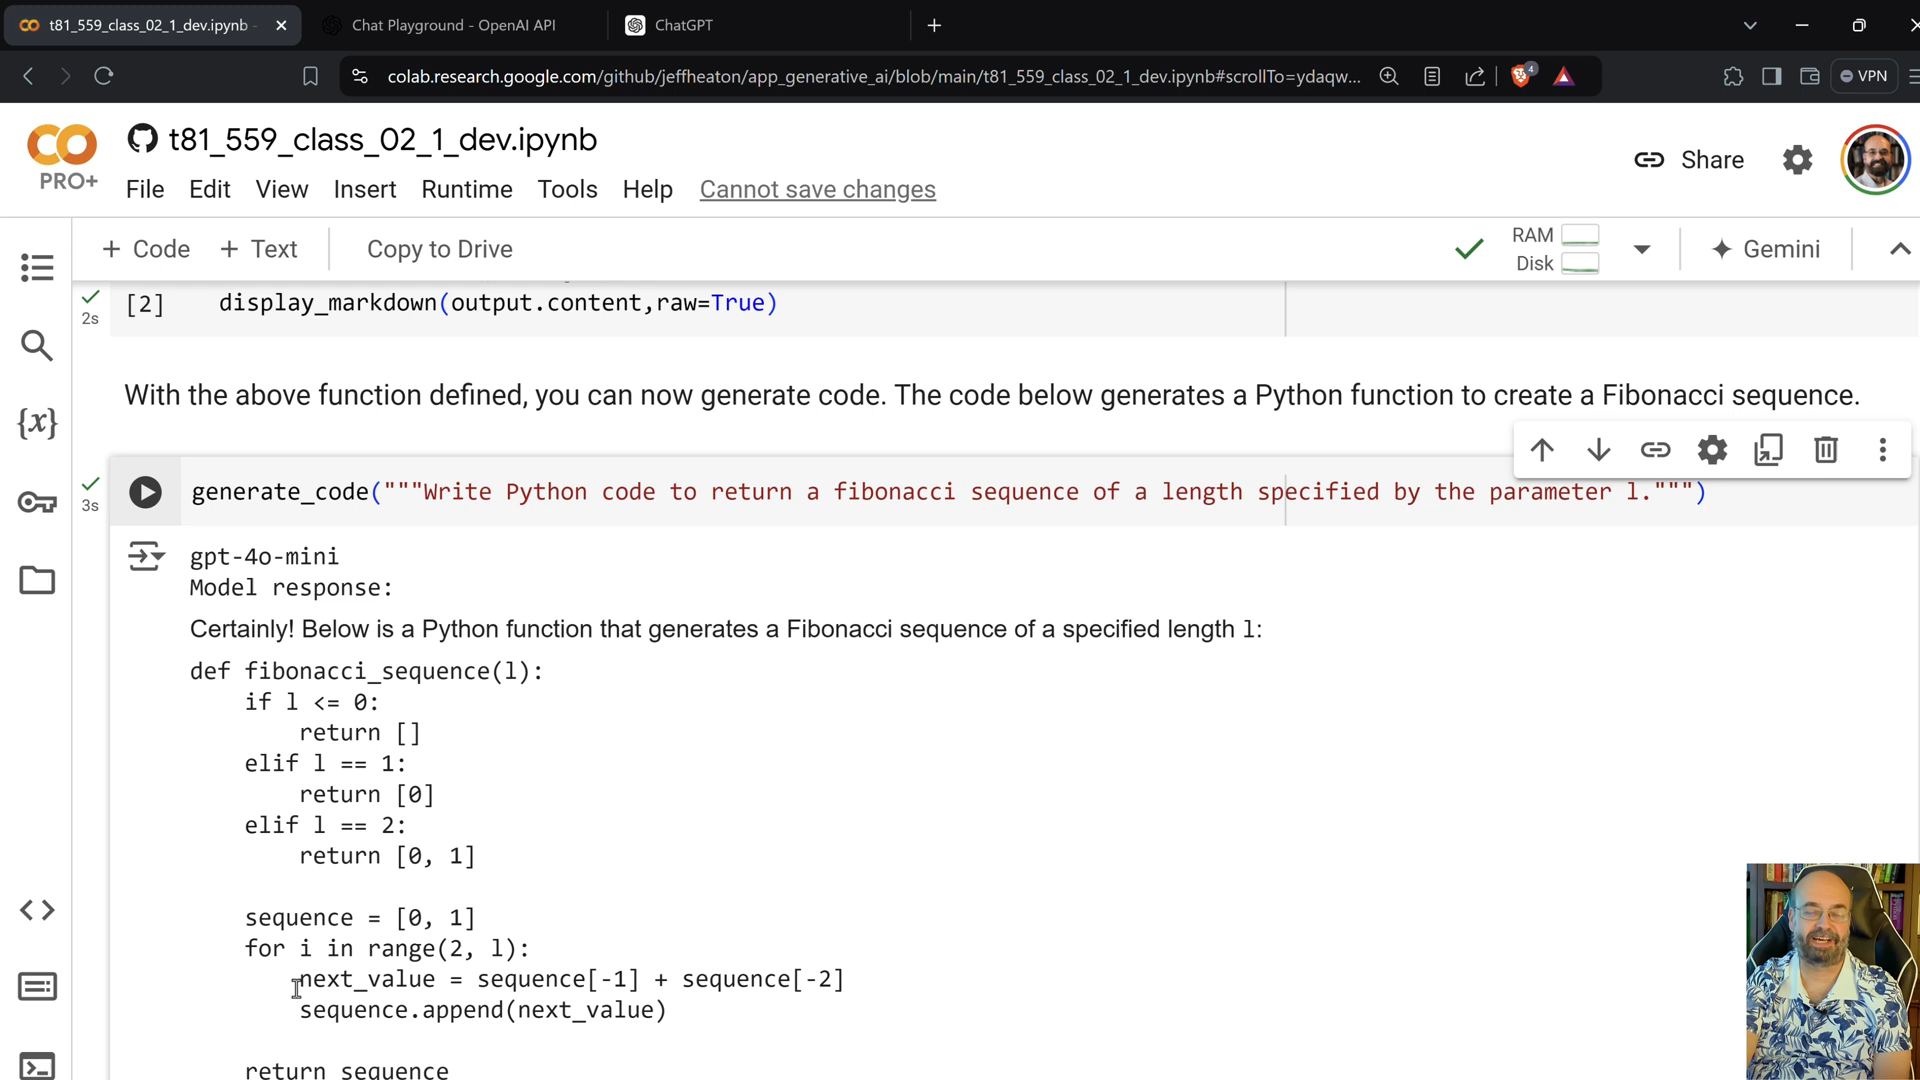 t81_559_class_02_1_dev.ipynb -
Chat Playground - OpenAI API
ChatGPT
colab.research.google.com/github/jeffheaton/app_generative_ai/blob/main/t81_559_class_02_1_dev.ipynb#scrollTo=ydaqw...
4
VPN
PRO+
t81_559_class_02_1_dev.ipynb
Share
File Edit View Insert Runtime Tools Help Cannot save changes
+ Code + Text Copy to Drive
RAM
Disk
Gemini
2s
[2] display_markdown(output.content,raw=True)
With the above function defined, you can now generate code. The code below generates a Python function to create a Fibonacci sequence.
3s
generate_code("""Write Python code to return a fibonacci sequence of a length specified by the parameter l.""")
gpt-4o-mini
Model response:
Certainly! Below is a Python function that generates a Fibonacci sequence of a specified length l:
def fibonacci_sequence(l):
    if l <= 0:
        return []
    elif l == 1:
        return [0]
    elif l == 2:
        return [0, 1]
    sequence = [0, 1]
    for i in range(2, l):
        next_value = sequence[-1] + sequence[-2]
        sequence.append(next_value)
    return sequence
{x}